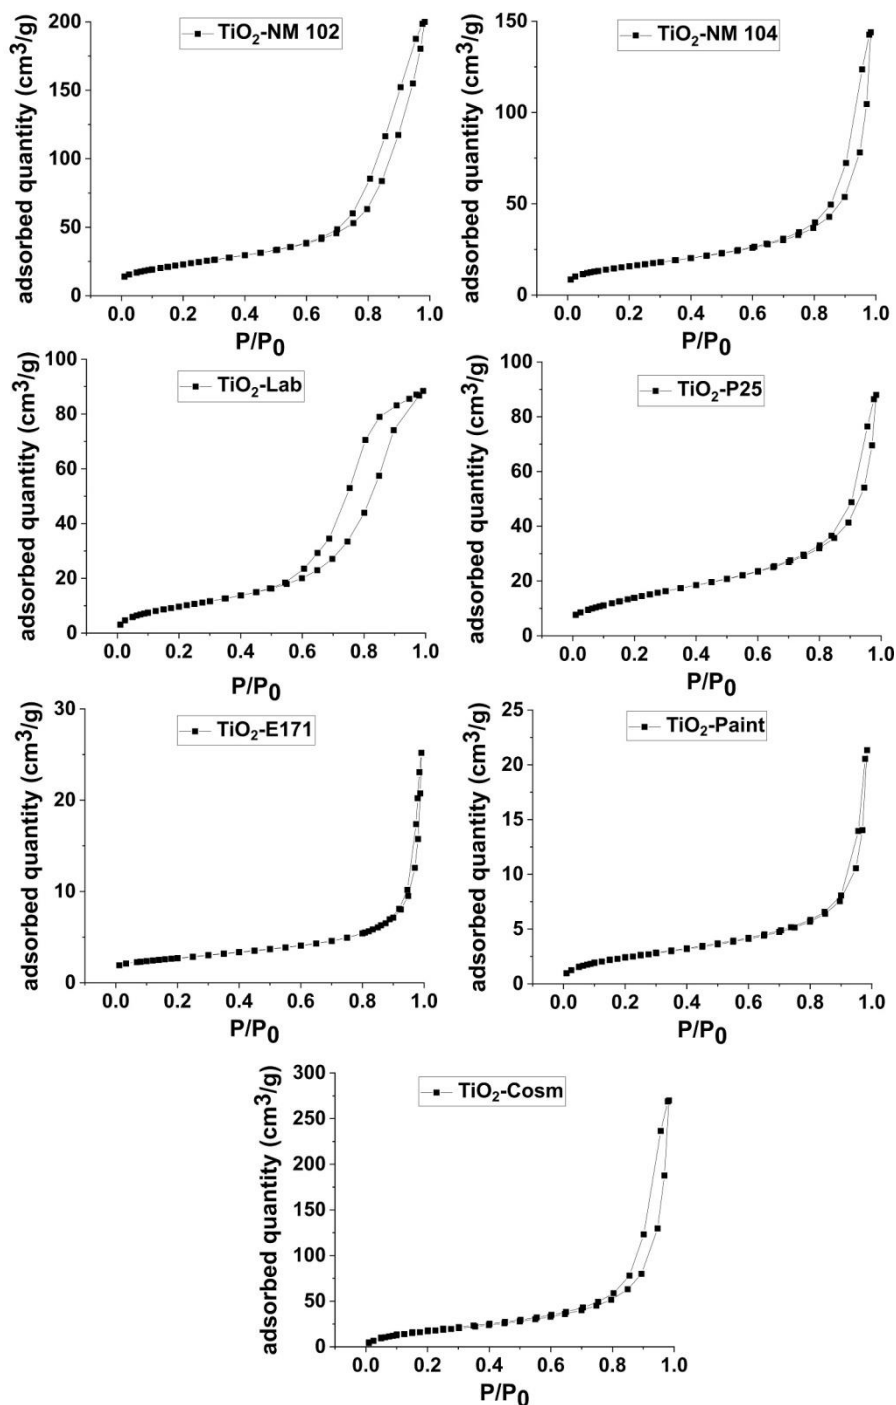 TiO2-NM 102
adsorbed quantity (cm3/g)
200
150
100
50
0
0.0 0.2 0.4 0.6 0.8 1.0
P/P0
TiO2-NM 104
adsorbed quantity (cm3/g)
150
100
50
0
0.0 0.2 0.4 0.6 0.8 1.0
P/P0
TiO2-Lab
adsorbed quantity (cm3/g)
100
80
60
40
20
0
0.0 0.2 0.4 0.6 0.8 1.0
P/P0
TiO2-P25
adsorbed quantity (cm3/g)
100
80
60
40
20
0
0.0 0.2 0.4 0.6 0.8 1.0
P/P0
TiO2-E171
adsorbed quantity (cm3/g)
30
20
10
0
0.0 0.2 0.4 0.6 0.8 1.0
P/P0
TiO2-Paint
adsorbed quantity (cm3/g)
25
20
15
10
5
0
0.0 0.2 0.4 0.6 0.8 1.0
P/P0
TiO2-Cosm
adsorbed quantity (cm3/g)
300
250
200
150
100
50
0
0.0 0.2 0.4 0.6 0.8 1.0
P/P0